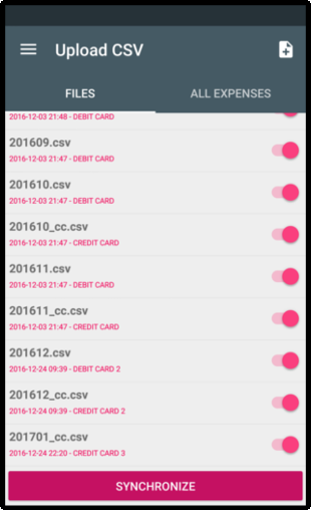 Upload CSV
FILES
ALL EXPENSES
2016-12-03 21:48 - DEBIT CARD
201609.csv
2016-12-03 21:47 - DEBIT CARD
201610.csv
2016-12-03 21:47 - DEBIT CARD
201610_cc.csv
2016-12-03 21:47 - CREDIT CARD
201611.csv
2016-12-03 21:47 - DEBIT CARD
201611_cc.csv
2016-12-03 21:47 - CREDIT CARD
201612.csv
2016-12-24 09:39 - DEBIT CARD 2
201612_cc.csv
2016-12-24 09:39 - CREDIT CARD 2
201701_cc.csv
2016-12-24 22:20 - CREDIT CARD 3
SYNCHRONIZE